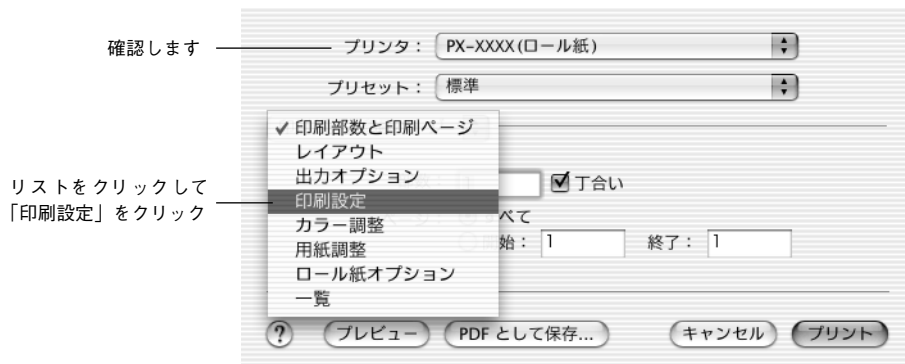 確認します
プリンタ： PX-XXXX(ロール紙)
プリセット： 標準
✓ 印刷部数と印刷ページ
レイアウト
出力オプション
印刷設定
カラー調整
用紙調整
ロール紙オプション
一覧
リストをクリックして
「印刷設定」をクリック
丁合い
べて
始： 1 終了： 1
? プレビュー PDF として保存... キャンセル プリント